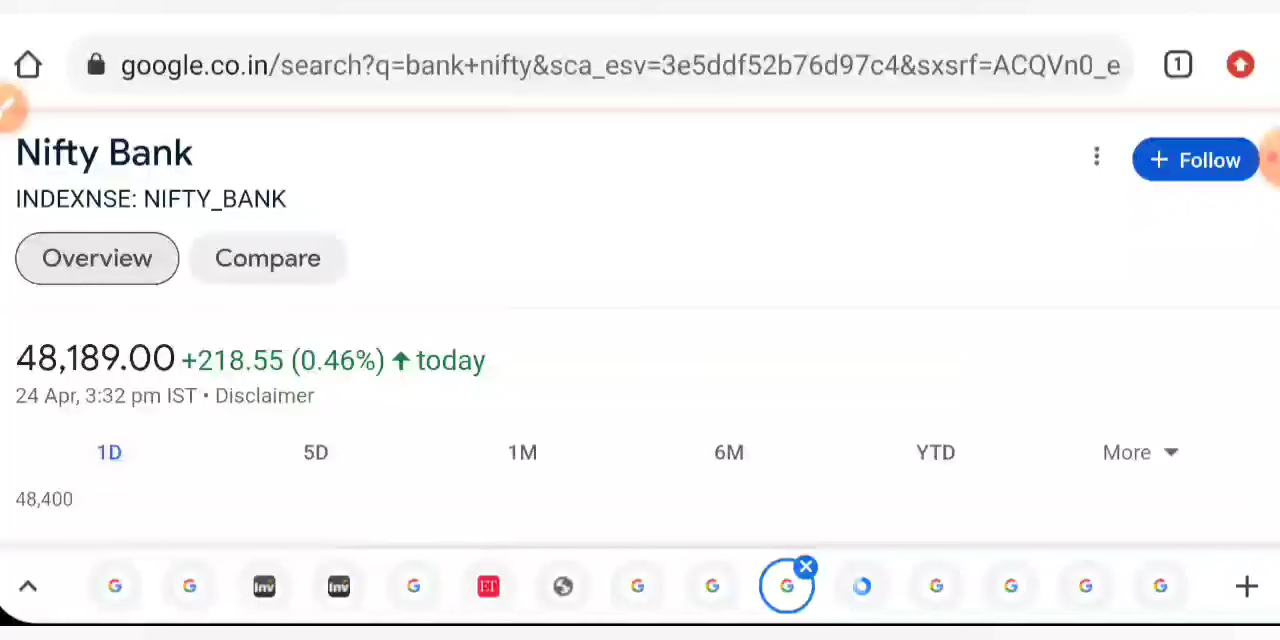 google.co.in/search?q=bank+nifty&sca_esv=3e5ddf52b76d97c4&sxsrf=ACQVn0_e
1
Nifty Bank
+ Follow
INDEXNSE: NIFTY_BANK
Overview Compare
48,189.00 +218.55 (0.46%) ↑ today
24 Apr, 3:32 pm IST • Disclaimer
1D 5D 1M 6M YTD More
48,400
G G Inv Inv G ET G G G G G G G